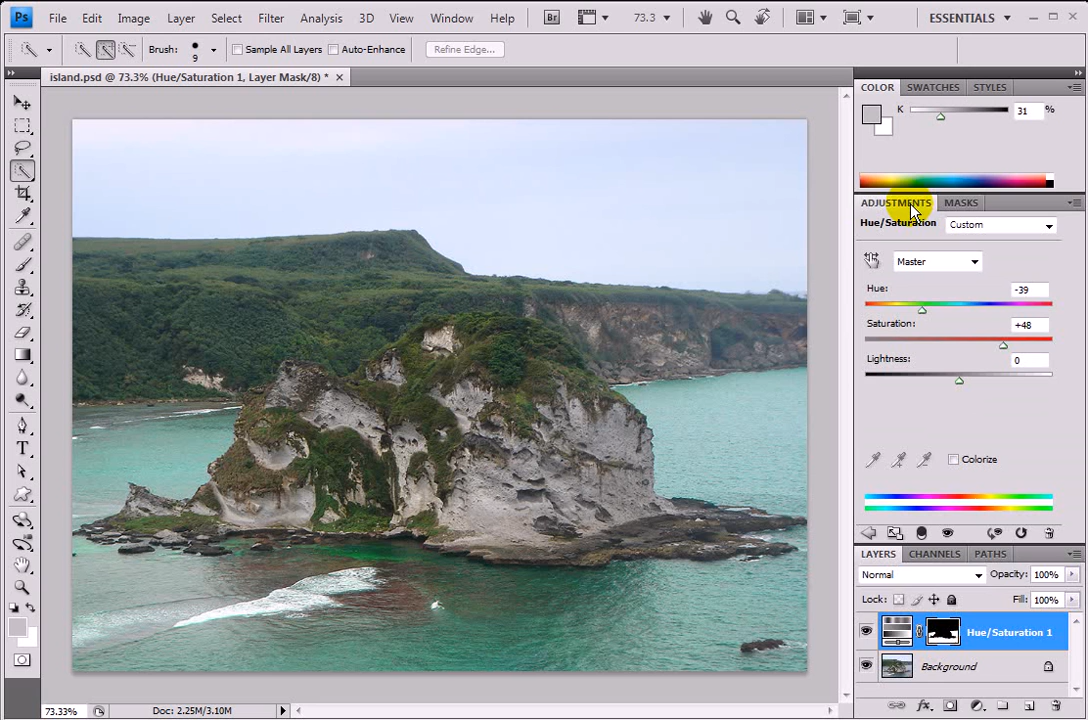 Ps File Edit Image Layer Select Filter Analysis 3D View Window Help Br 73.3 ESSENTIALS
Brush: 9 Sample All Layers Auto-Enhance Refine Edge...
island.psd @ 73.3% (Hue/Saturation 1, Layer Mask/8) *
COLOR SWATCHES STYLES
K 31 %
ADJUSTMENTS MASKS
Hue/Saturation Custom
Master
Hue: -39
Saturation: +48
Lightness: 0
Colorize
LAYERS CHANNELS PATHS
Normal Opacity: 100%
Lock: Fill: 100%
Hue/Saturation 1
Background
T
fx
73.33% Doc: 2.25M/3.10M